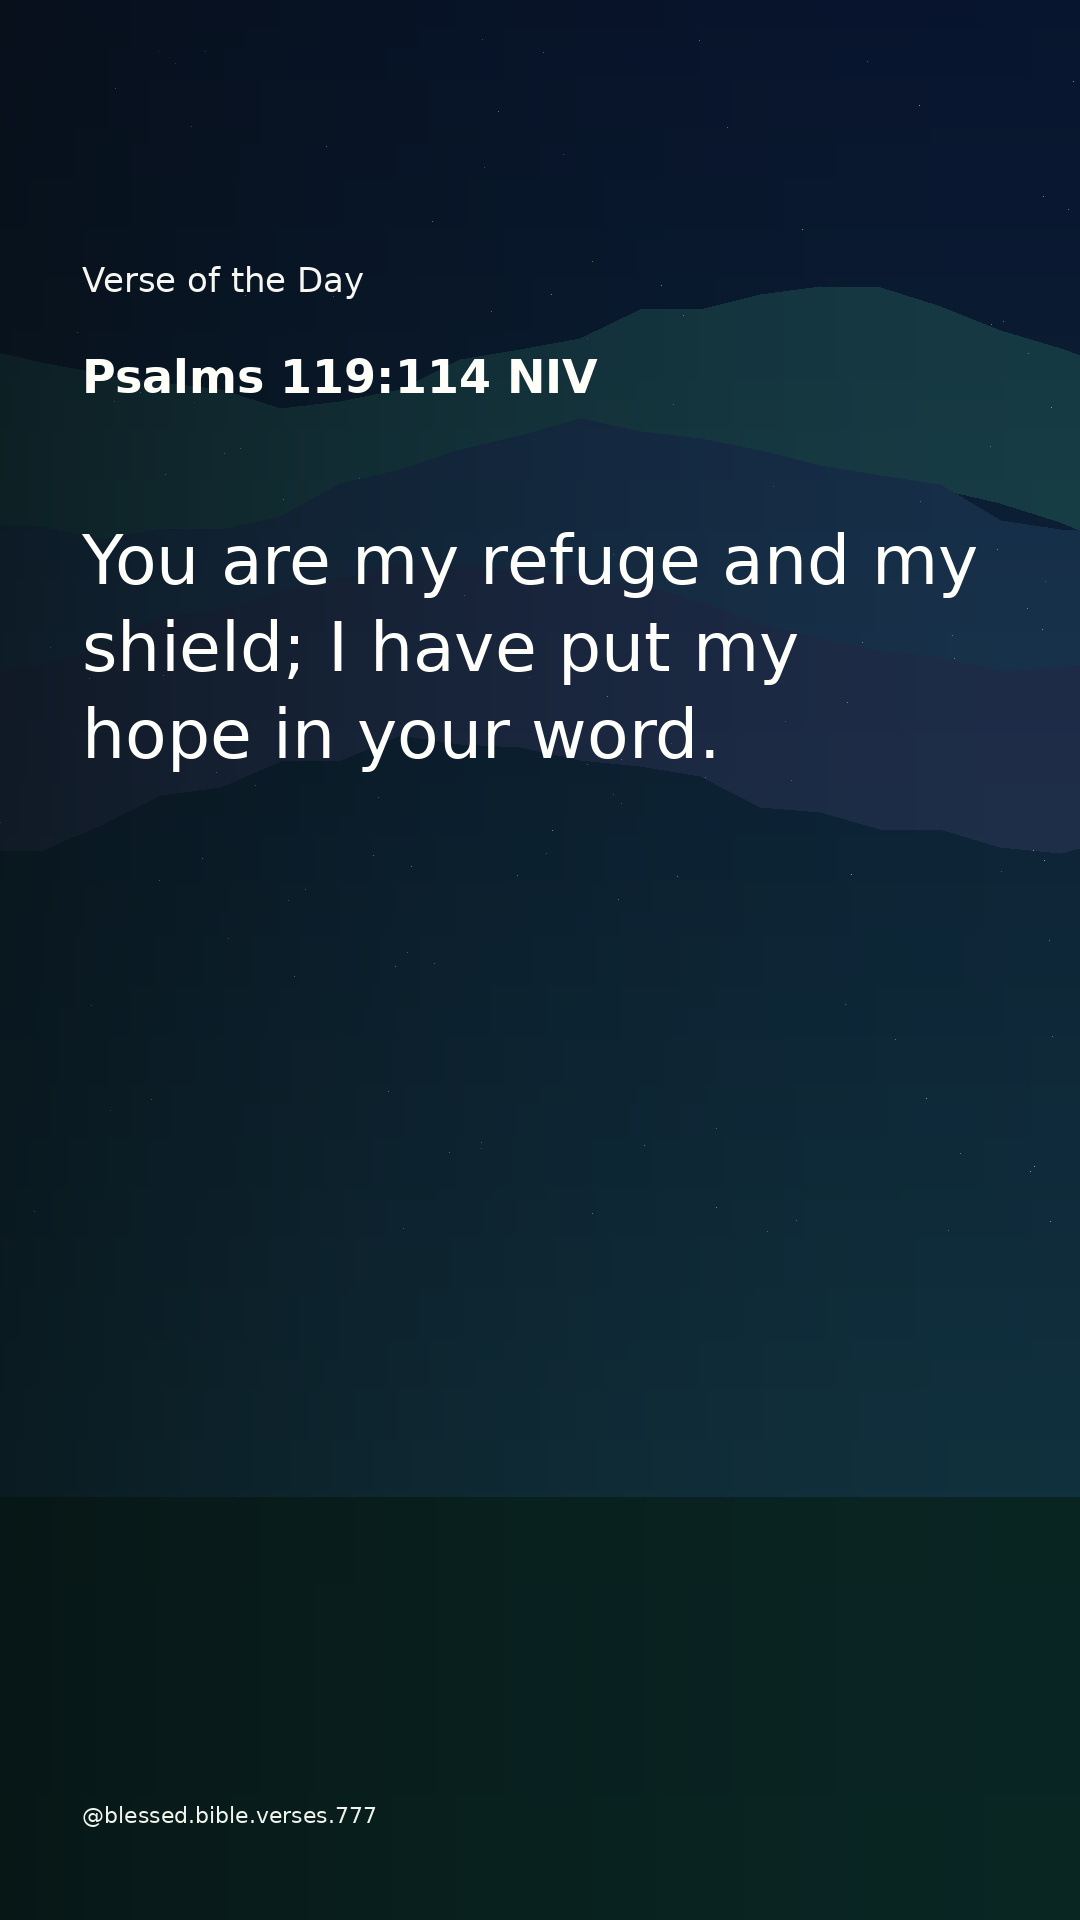 Verse of the Day
Psalms 119:114 NIV
You are my refuge and my
shield; I have put my
hope in your word.
@blessed.bible.verses.777